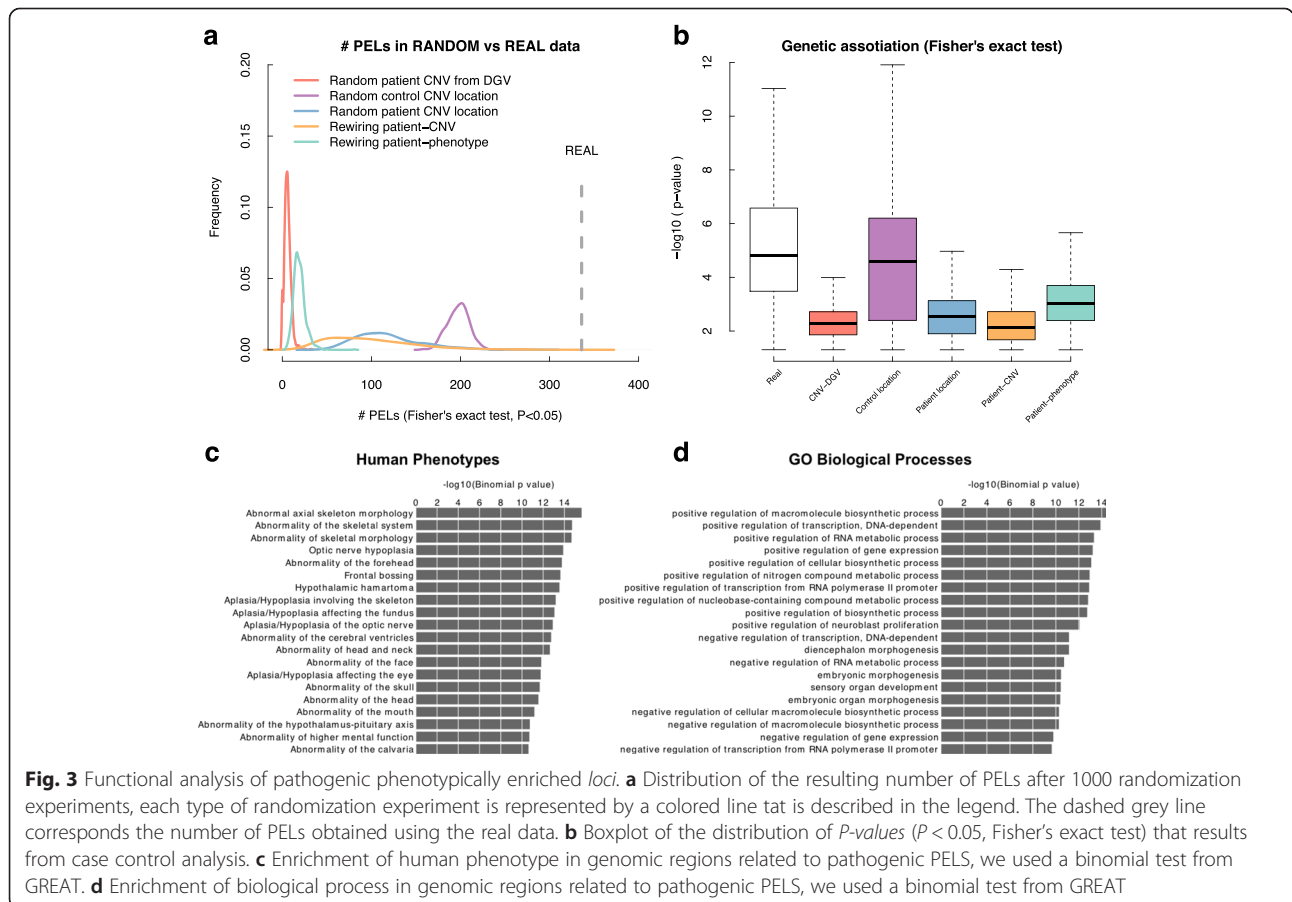 a
# PELs in RANDOM vs REAL data
0.20
0.15
0.10
0.05
0.00
Frequency
Random patient CNV from DGV
Random control CNV location
Random patient CNV location
Rewiring patient−CNV
Rewiring patient−phenotype
REAL
0 100 200 300 400
# PELs (Fisher's exact test, P<0.05)
b
Genetic assotiation (Fisher's exact test)
12
10
8
6
4
2
−log10 ( p−value )
Real
CNV−DGV
Control location
Patient location
Patient−CNV
Patient−phenotype
c
Human Phenotypes
-log10(Binomial p value)
0 2 4 6 8 10 12 14
Abnormal axial skeleton morphology
Abnormality of the skeletal system
Abnormality of skeletal morphology
Optic nerve hypoplasia
Abnormality of the forehead
Frontal bossing
Hypothalamic hamartoma
Aplasia/Hypoplasia involving the skeleton
Aplasia/Hypoplasia affecting the fundus
Aplasia/Hypoplasia of the optic nerve
Abnormality of the cerebral ventricles
Abnormality of head and neck
Abnormality of the face
Aplasia/Hypoplasia affecting the eye
Abnormality of the skull
Abnormality of the head
Abnormality of the mouth
Abnormality of the hypothalamus-pituitary axis
Abnormality of higher mental function
Abnormality of the calvaria
d
GO Biological Processes
-log10(Binomial p value)
0 2 4 6 8 10 12 14
positive regulation of macromolecule biosynthetic process
positive regulation of transcription, DNA-dependent
positive regulation of RNA metabolic process
positive regulation of gene expression
positive regulation of cellular biosynthetic process
positive regulation of nitrogen compound metabolic process
positive regulation of transcription from RNA polymerase II promoter
positive regulation of nucleobase-containing compound metabolic process
positive regulation of biosynthetic process
positive regulation of neuroblast proliferation
negative regulation of transcription, DNA-dependent
diencephalon morphogenesis
negative regulation of RNA metabolic process
embryonic morphogenesis
sensory organ development
embryonic organ morphogenesis
negative regulation of cellular macromolecule biosynthetic process
negative regulation of macromolecule biosynthetic process
negative regulation of gene expression
negative regulation of transcription from RNA polymerase II promoter
Fig. 3 Functional analysis of pathogenic phenotypically enriched loci. a Distribution of the resulting number of PELs after 1000 randomization
experiments, each type of randomization experiment is represented by a colored line tat is described in the legend. The dashed grey line
corresponds the number of PELs obtained using the real data. b Boxplot of the distribution of P-values (P < 0.05, Fisher's exact test) that results
from case control analysis. c Enrichment of human phenotype in genomic regions related to pathogenic PELS, we used a binomial test from
GREAT. d Enrichment of biological process in genomic regions related to pathogenic PELS, we used a binomial test from GREAT